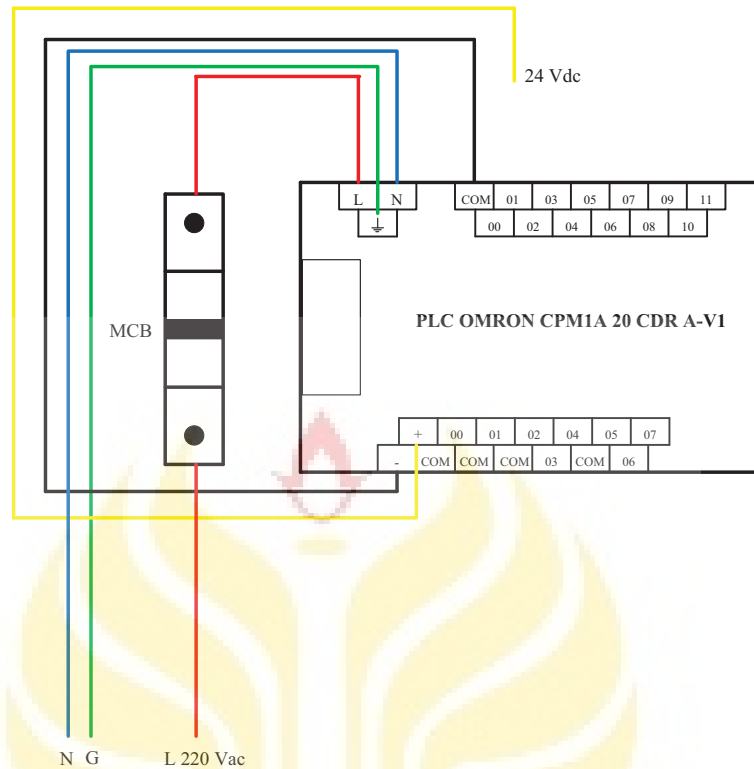 24 Vdc
L N
COM 01 03 05 07 09 11
00 02 04 06 08 10
PLC OMRON CPM1A 20 CDR A-V1
MCB
+ 00 01 02 04 05 07
- COM COM COM 03 COM 06
N G L 220 Vac